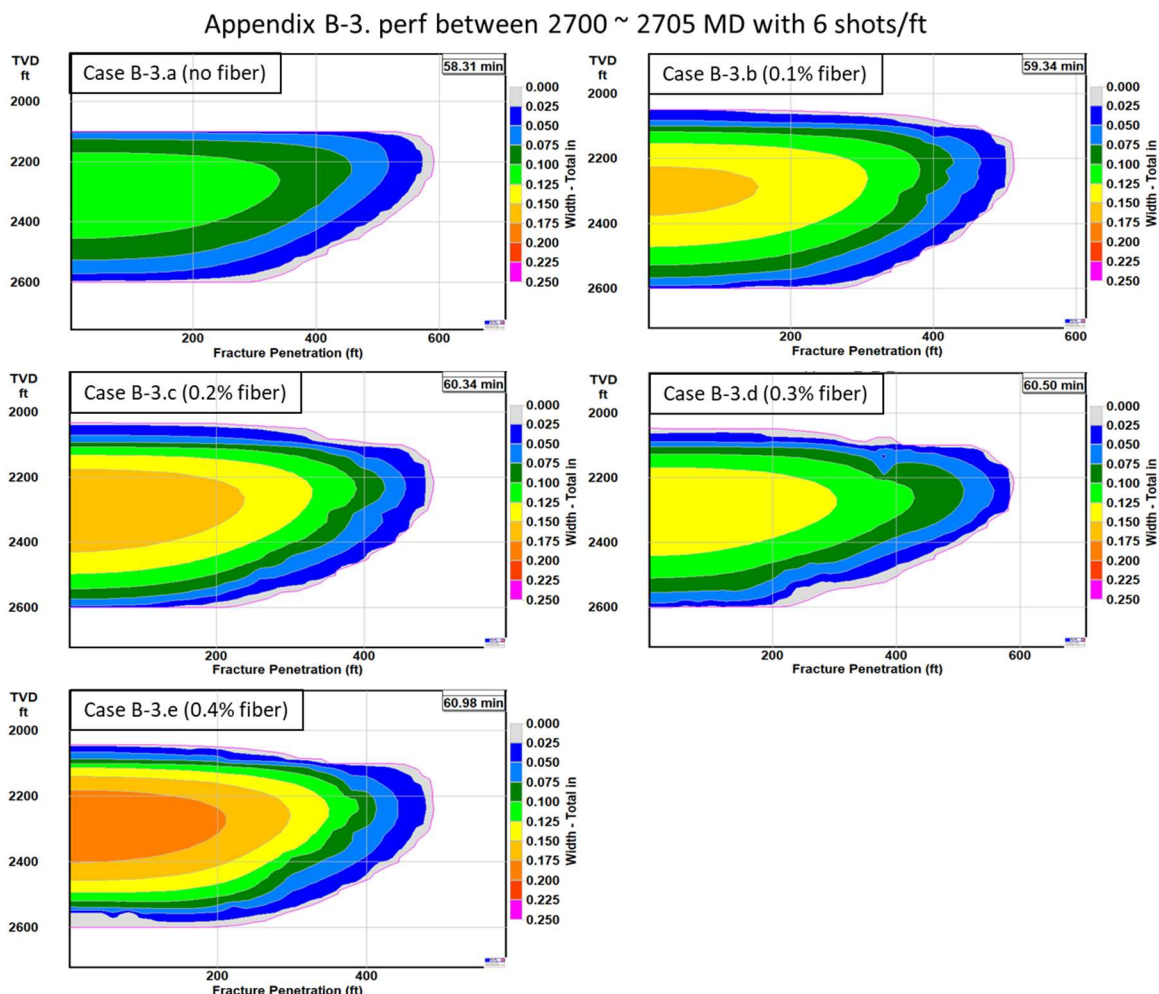 Appendix B-3. perf between 2700 ~ 2705 MD with 6 shots/ft
TVD
ft
Case B-3.a (no fiber)
58.31 min
2000
2200
2400
2600
200
400
600
Fracture Penetration (ft)
0.000
0.025
0.050
0.075
0.100
0.125
0.150
0.175
0.200
0.225
0.250
Width - Total in
TVD
ft
Case B-3.b (0.1% fiber)
59.34 min
2000
2200
2400
2600
200
400
600
Fracture Penetration (ft)
0.000
0.025
0.050
0.075
0.100
0.125
0.150
0.175
0.200
0.225
0.250
Width - Total in
TVD
ft
Case B-3.c (0.2% fiber)
60.34 min
2000
2200
2400
2600
200
400
Fracture Penetration (ft)
0.000
0.025
0.050
0.075
0.100
0.125
0.150
0.175
0.200
0.225
0.250
Width - Total in
TVD
ft
Case B-3.d (0.3% fiber)
60.50 min
2000
2200
2400
2600
200
400
600
Fracture Penetration (ft)
0.000
0.025
0.050
0.075
0.100
0.125
0.150
0.175
0.200
0.225
0.250
Width - Total in
TVD
ft
Case B-3.e (0.4% fiber)
60.98 min
2000
2200
2400
2600
200
400
Fracture Penetration (ft)
0.000
0.025
0.050
0.075
0.100
0.125
0.150
0.175
0.200
0.225
0.250
Width - Total in